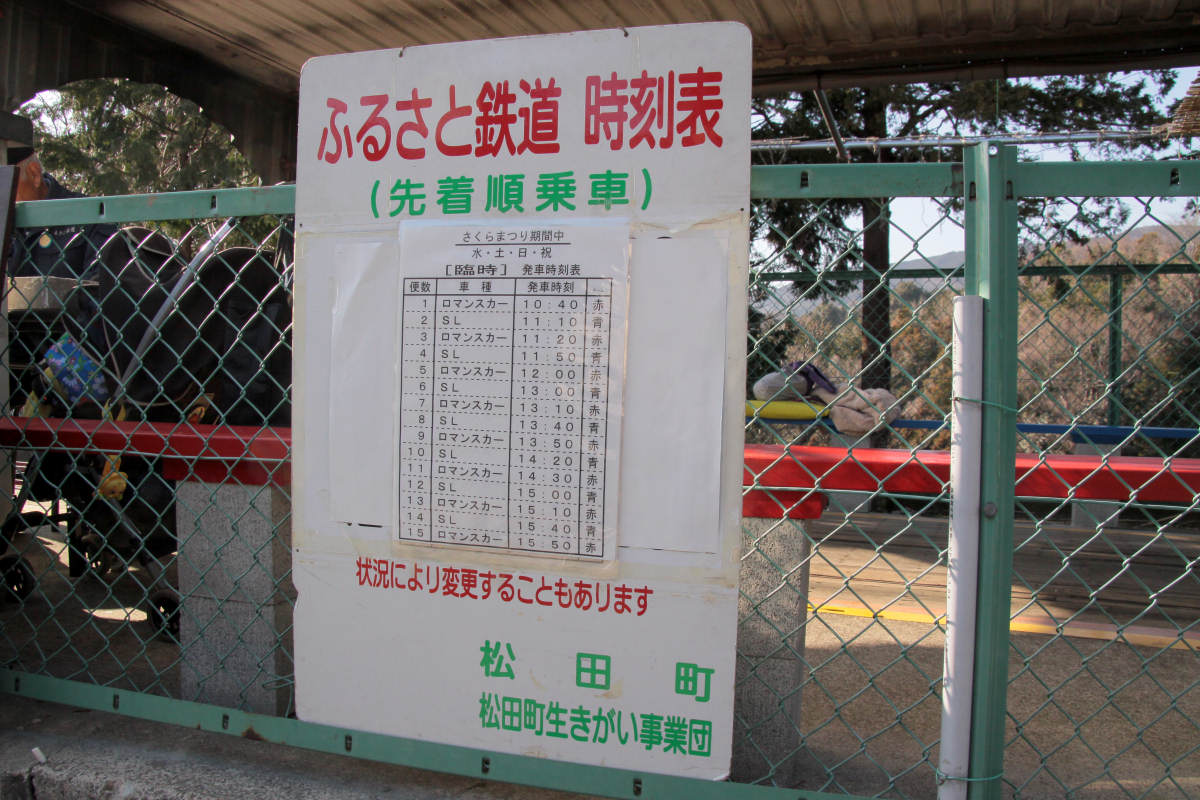 ふるさと鉄道 時刻表
(先着順乗車)
さくらまつり期間中
水・土・日・祝
[臨時] 発車時刻表
便数 車種 発車時刻
1 ロマンスカー 10:40 赤
2 SL 11:10 青
3 ロマンスカー 11:20 赤
4 SL 11:50 青
5 ロマンスカー 12:00 赤
6 SL 13:00 青
7 ロマンスカー 13:10 赤
8 SL 13:40 青
9 ロマンスカー 13:50 赤
10 SL 14:20 青
11 ロマンスカー 14:30 赤
12 SL 15:00 青
13 ロマンスカー 15:10 赤
14 SL 15:40 青
15 ロマンスカー 15:50 赤
状況により変更することもあります
松田町
松田町生きがい事業団